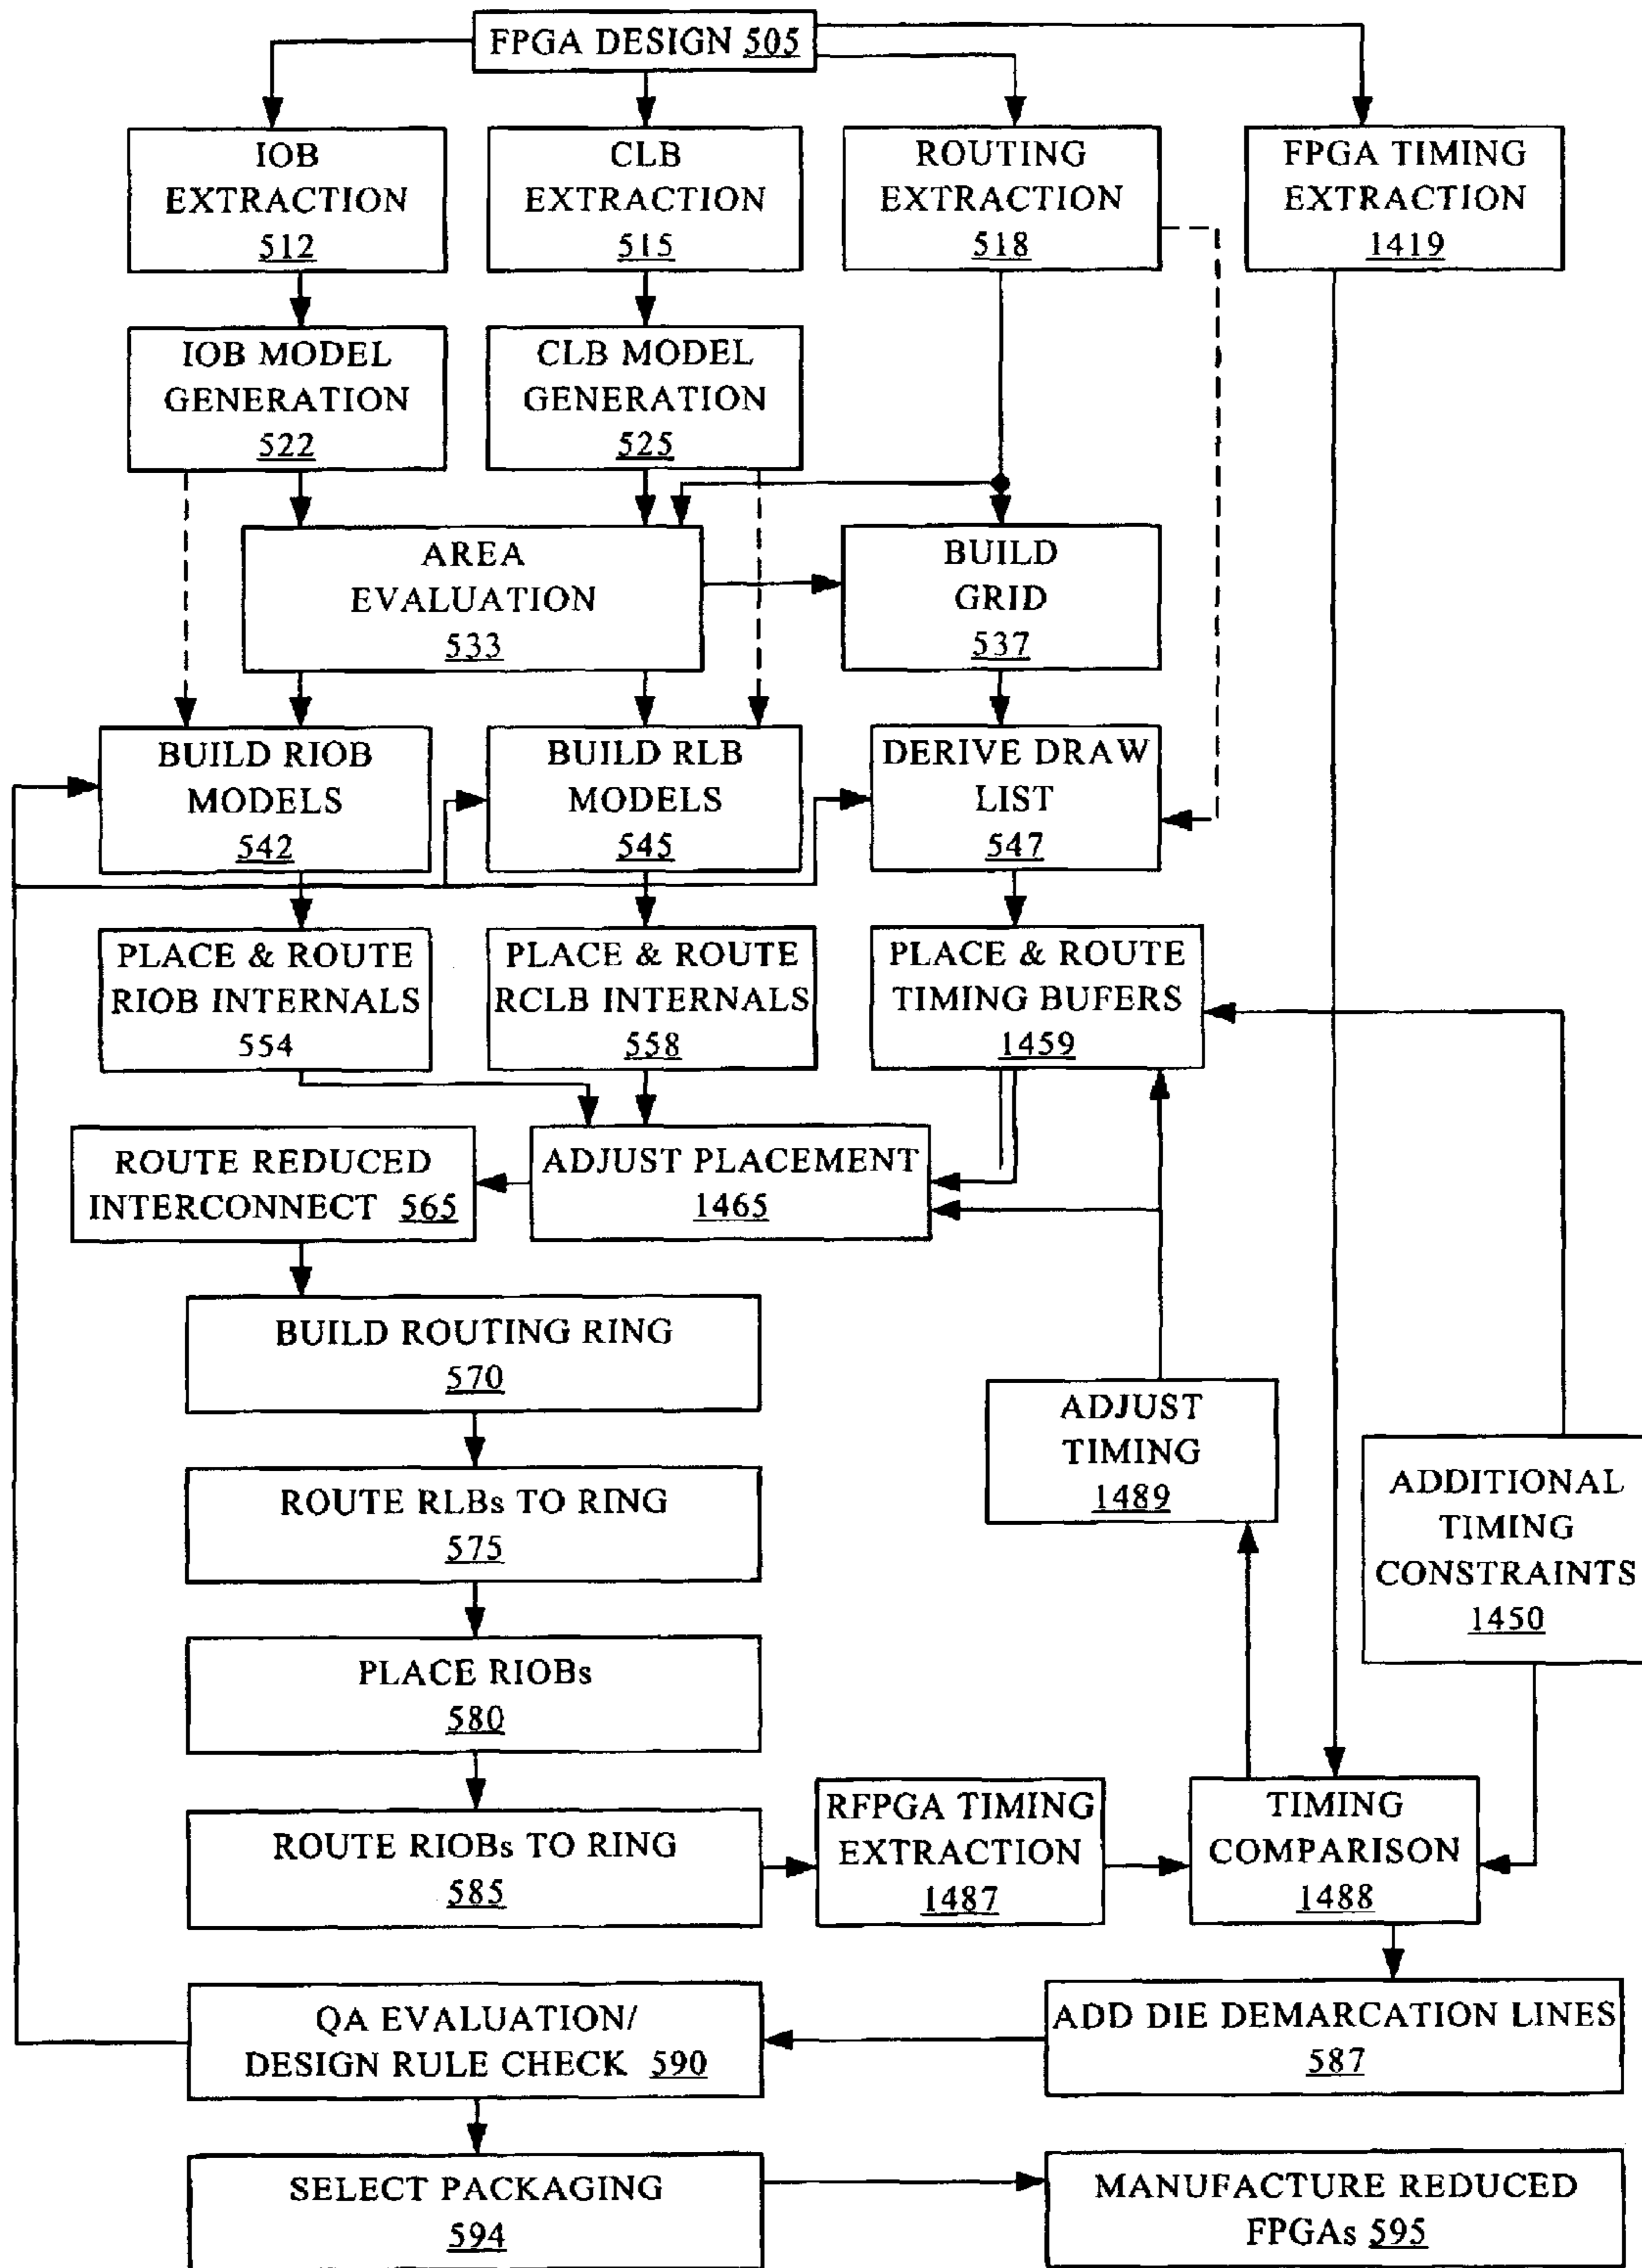 FPGA DESIGN 505
IOB
EXTRACTION
512
CLB
EXTRACTION
515
ROUTING
EXTRACTION
518
FPGA TIMING
EXTRACTION
1419
IOB MODEL
GENERATION
522
CLB MODEL
GENERATION
525
AREA
EVALUATION
533
BUILD
GRID
537
BUILD RIOB
MODELS
542
BUILD RLB
MODELS
545
DERIVE DRAW
LIST
547
PLACE & ROUTE
RIOB INTERNALS
554
PLACE & ROUTE
RCLB INTERNALS
558
PLACE & ROUTE
TIMING BUFERS
1459
ROUTE REDUCED
INTERCONNECT 565
ADJUST PLACEMENT
1465
BUILD ROUTING RING
570
ADJUST
TIMING
1489
ADDITIONAL
TIMING
CONSTRAINTS
1450
ROUTE RLBs TO RING
575
PLACE RIOBs
580
ROUTE RIOBs TO RING
585
RFPGA TIMING
EXTRACTION
1487
TIMING
COMPARISON
1488
QA EVALUATION/
DESIGN RULE CHECK 590
ADD DIE DEMARCATION LINES
587
SELECT PACKAGING
594
MANUFACTURE REDUCED
FPGAs 595